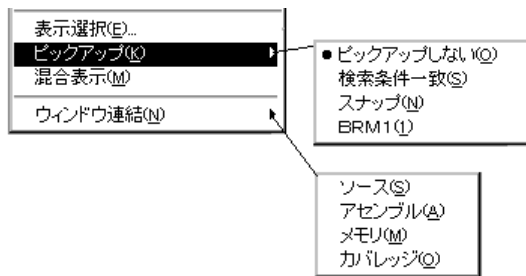 表示選択(E)...
ピックアップ(K)
混合表示(M)
ウィンドウ連結(N)
ピックアップしない(O)
検索条件一致(S)
スナップ(N)
BRM1(1)
ソース(S)
アセンブル(A)
メモリ(M)
カバレッジ(O)